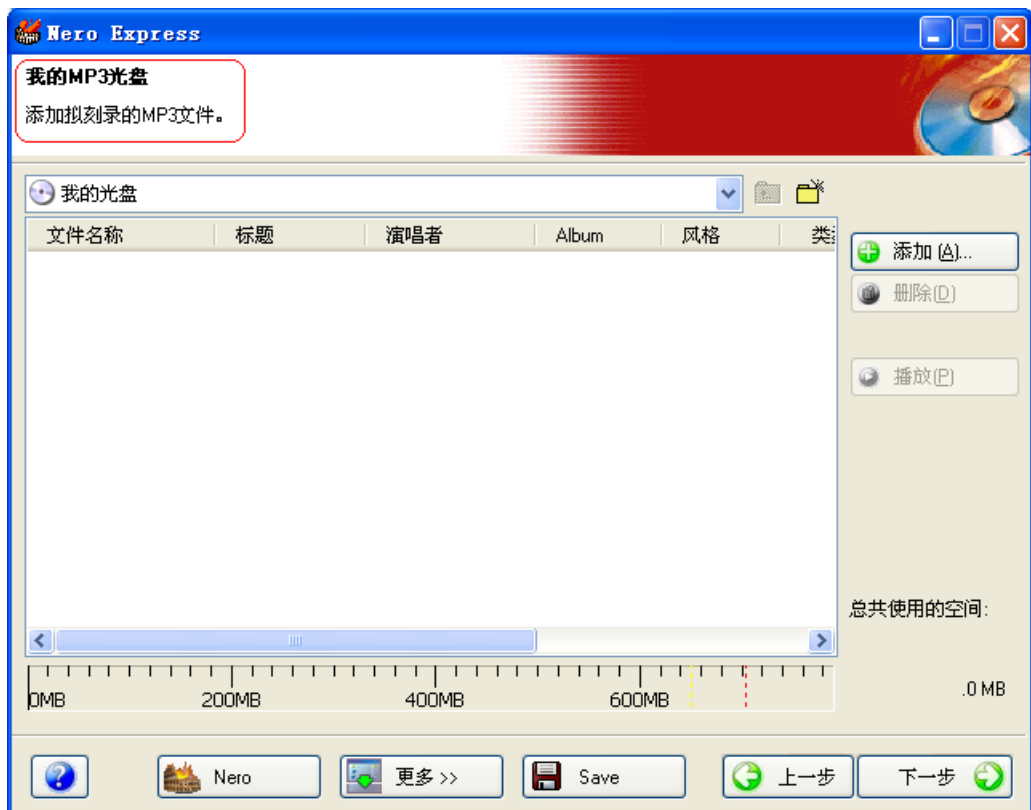 Nero Express
我的MP3光盘
添加拟刻录的MP3文件。
我的光盘
文件名称 标题 演唱者 Album 风格
添加 (A)...
删除(D)
播放(P)
总共使用的空间:
0MB 200MB 400MB 600MB .0 MB
Nero 更多 >> Save 上一步 下一步